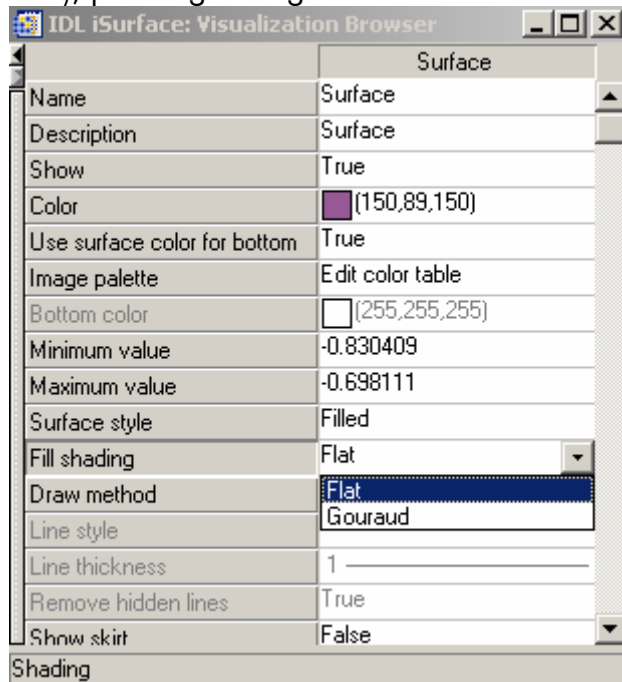 IDL iSurface: Visualization Browser
Surface
Name Surface
Description Surface
Show True
Color (150,89,150)
Use surface color for bottom True
Image palette Edit color table
Bottom color (255,255,255)
Minimum value -0.830409
Maximum value -0.698111
Surface style Filled
Fill shading Flat
Draw method Flat
Gouraud
Line style
Line thickness 1
Remove hidden lines True
Show skirt False
Shading